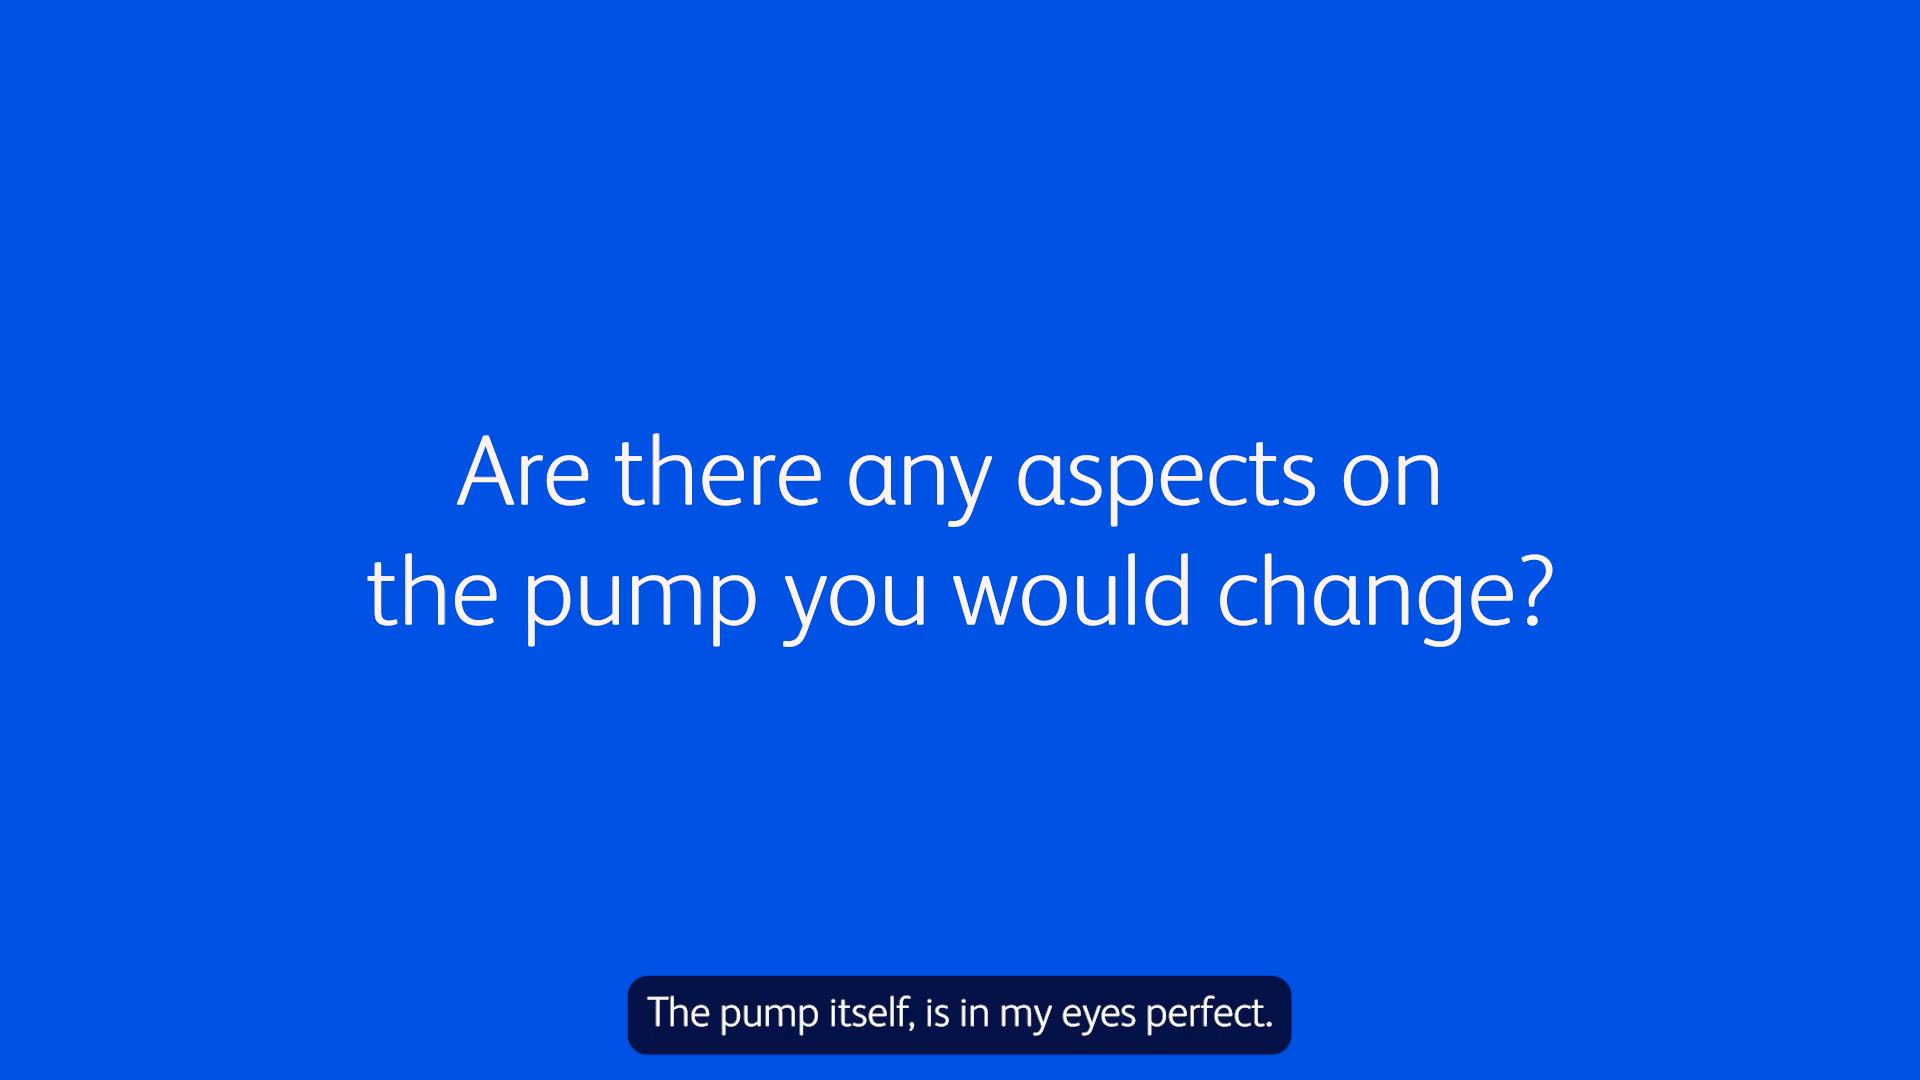 Are there any aspects on
the pump you would change?
The pump itself, is in my eyes perfect.